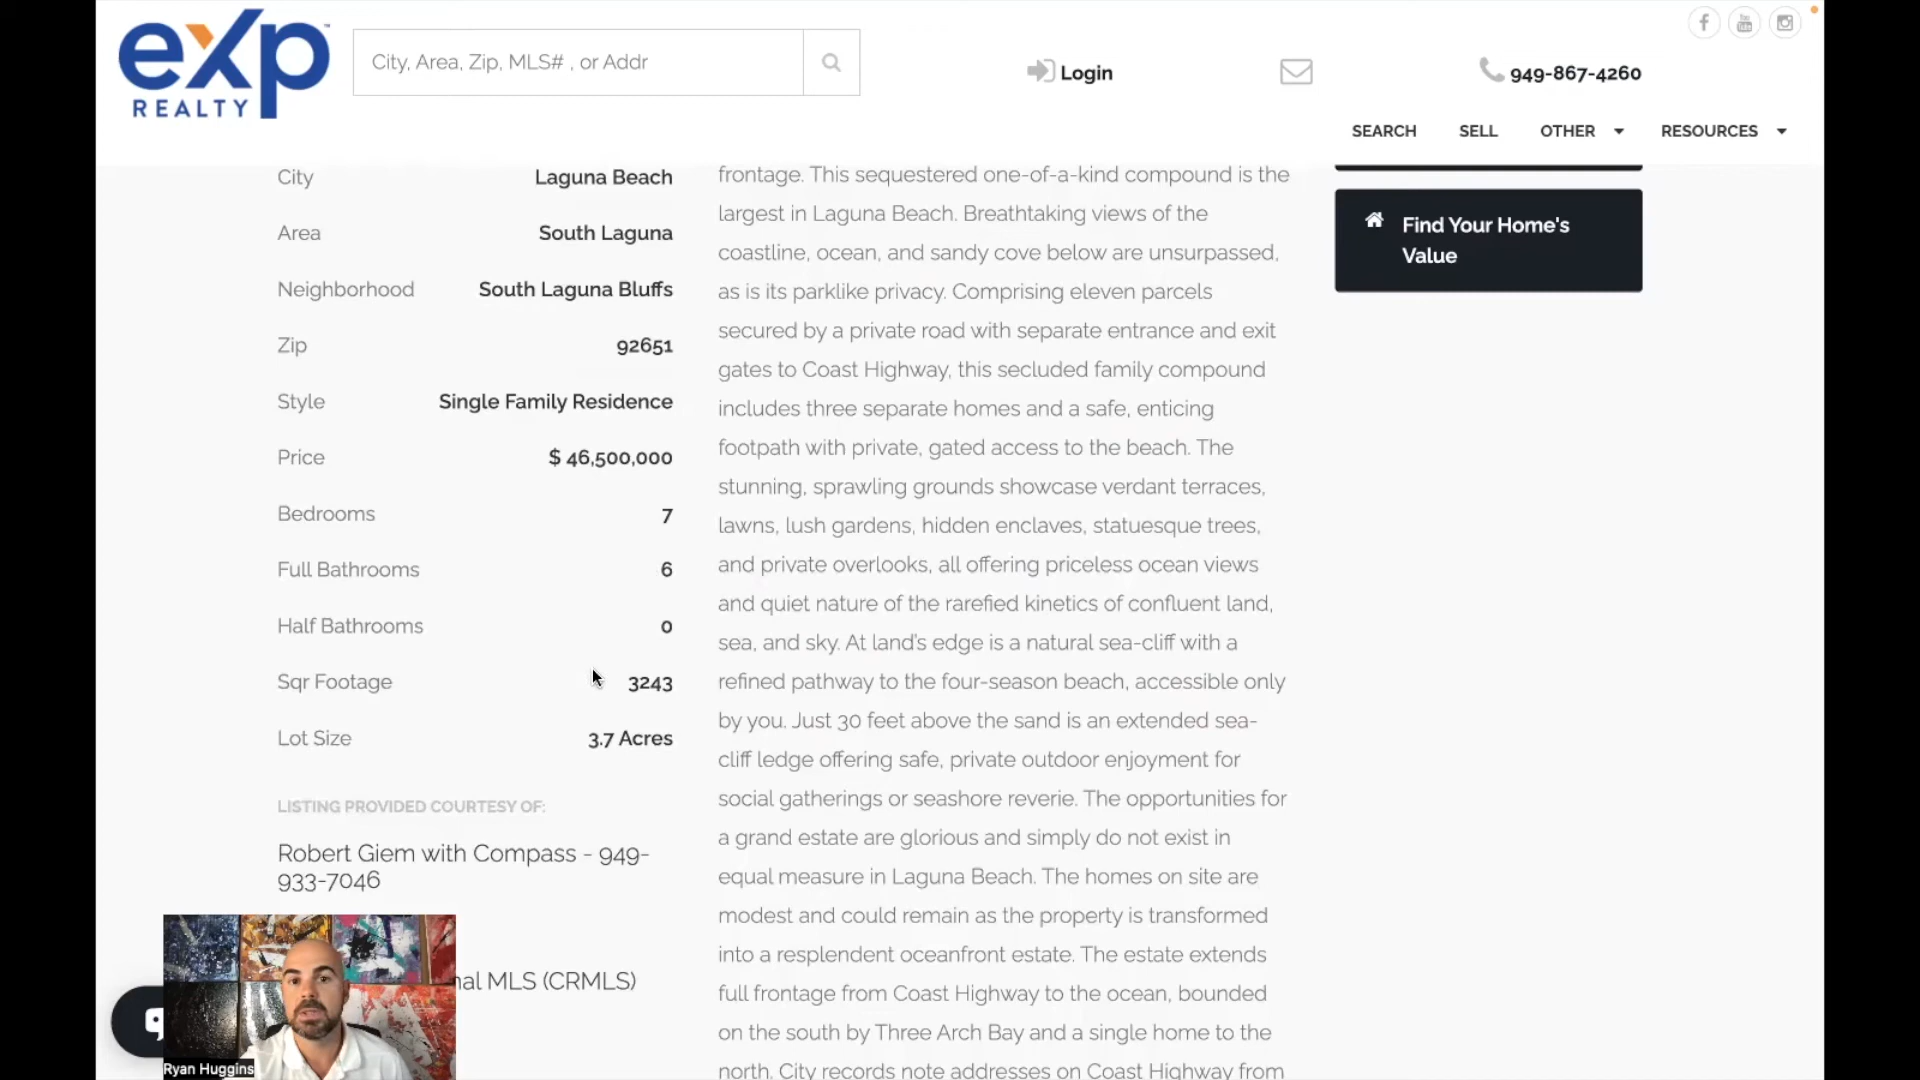 exp
REALTY
City, Area, Zip, MLS# , or Addr
Login
949-867-4260
SEARCH SELL OTHER RESOURCES
City Laguna Beach
Area South Laguna
Neighborhood South Laguna Bluffs
Zip 92651
Style Single Family Residence
Price $ 46,500,000
Bedrooms 7
Full Bathrooms 6
Half Bathrooms 0
Sqr Footage 3243
Lot Size 3.7 Acres
LISTING PROVIDED COURTESY OF:
Robert Giem with Compass - 949-
933-7046
nal MLS (CRMLS)
Ryan Huggins
frontage. This sequestered one-of-a-kind compound is the
largest in Laguna Beach. Breathtaking views of the
coastline, ocean, and sandy cove below are unsurpassed,
as is its parklike privacy. Comprising eleven parcels
secured by a private road with separate entrance and exit
gates to Coast Highway, this secluded family compound
includes three separate homes and a safe, enticing
footpath with private, gated access to the beach. The
stunning, sprawling grounds showcase verdant terraces,
lawns, lush gardens, hidden enclaves, statuesque trees,
and private overlooks, all offering priceless ocean views
and quiet nature of the rarefied kinetics of confluent land,
sea, and sky. At land's edge is a natural sea-cliff with a
refined pathway to the four-season beach, accessible only
by you. Just 30 feet above the sand is an extended sea-
cliff ledge offering safe, private outdoor enjoyment for
social gatherings or seashore reverie. The opportunities for
a grand estate are glorious and simply do not exist in
equal measure in Laguna Beach. The homes on site are
modest and could remain as the property is transformed
into a resplendent oceanfront estate. The estate extends
full frontage from Coast Highway to the ocean, bounded
on the south by Three Arch Bay and a single home to the
north. City records note addresses on Coast Highway from
Find Your Home's
Value